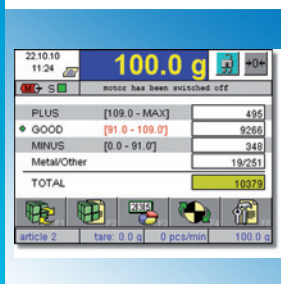 22.10.10
11:24
100.0 g
→0←
M S
motor has been switched off
PLUS [109.0 - MAX] 495
GOOD [91.0 - 109.0'] 9266
MINUS [0.0 - 91.0'] 348
Metal/Other 19/251
TOTAL 10379
article 2 tare: 0.0 g 0 pcs/min 100.0 g